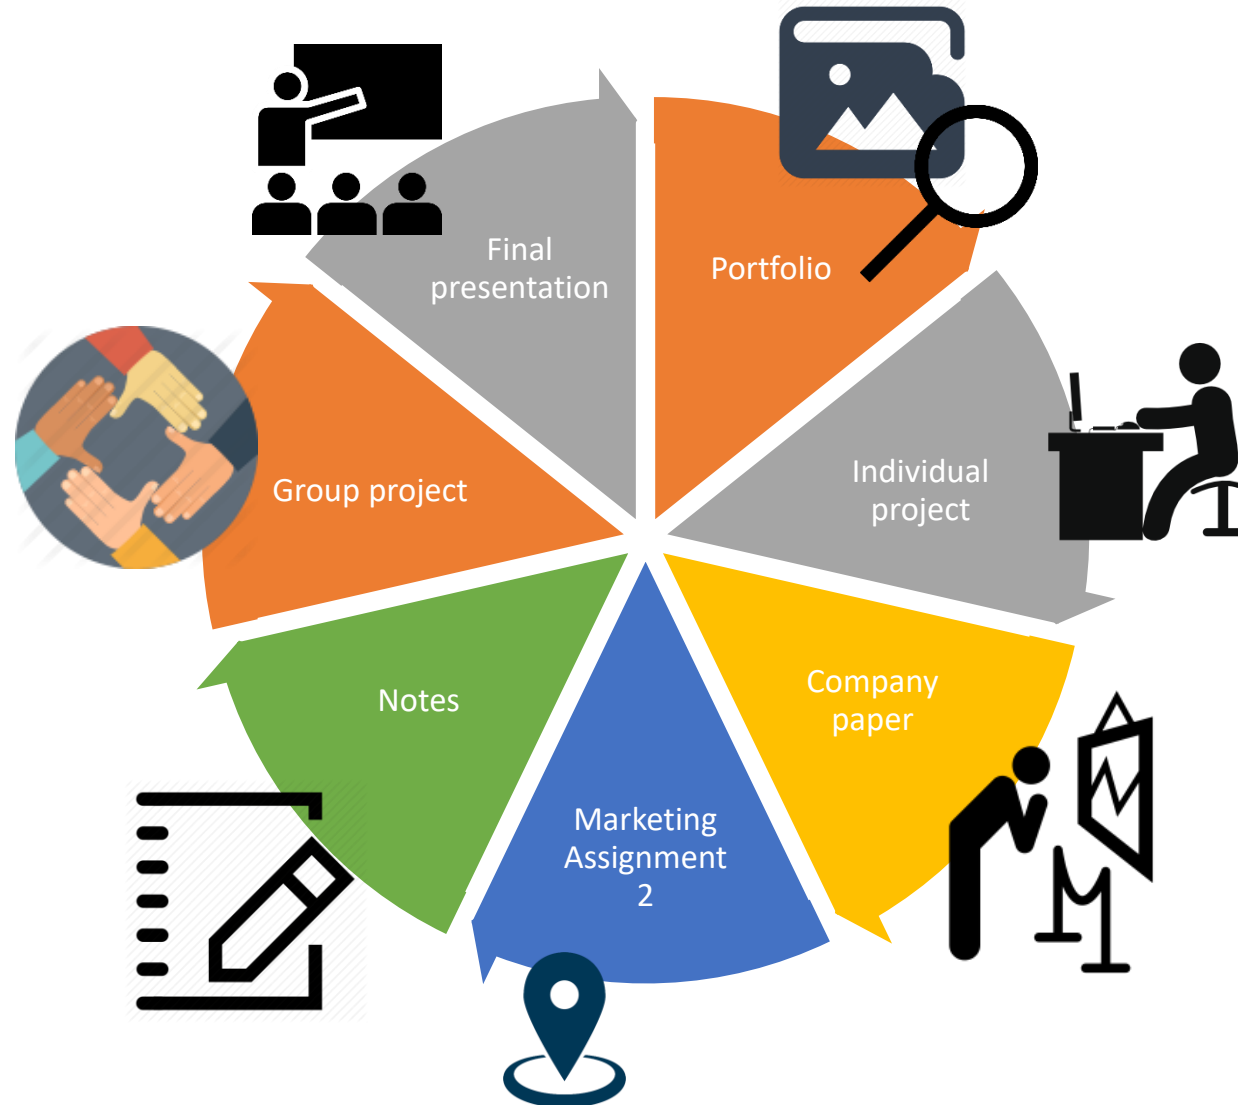 Final
presentation
Portfolio
Individual
project
Company
paper
Marketing
Assignment
2
Notes
Group project